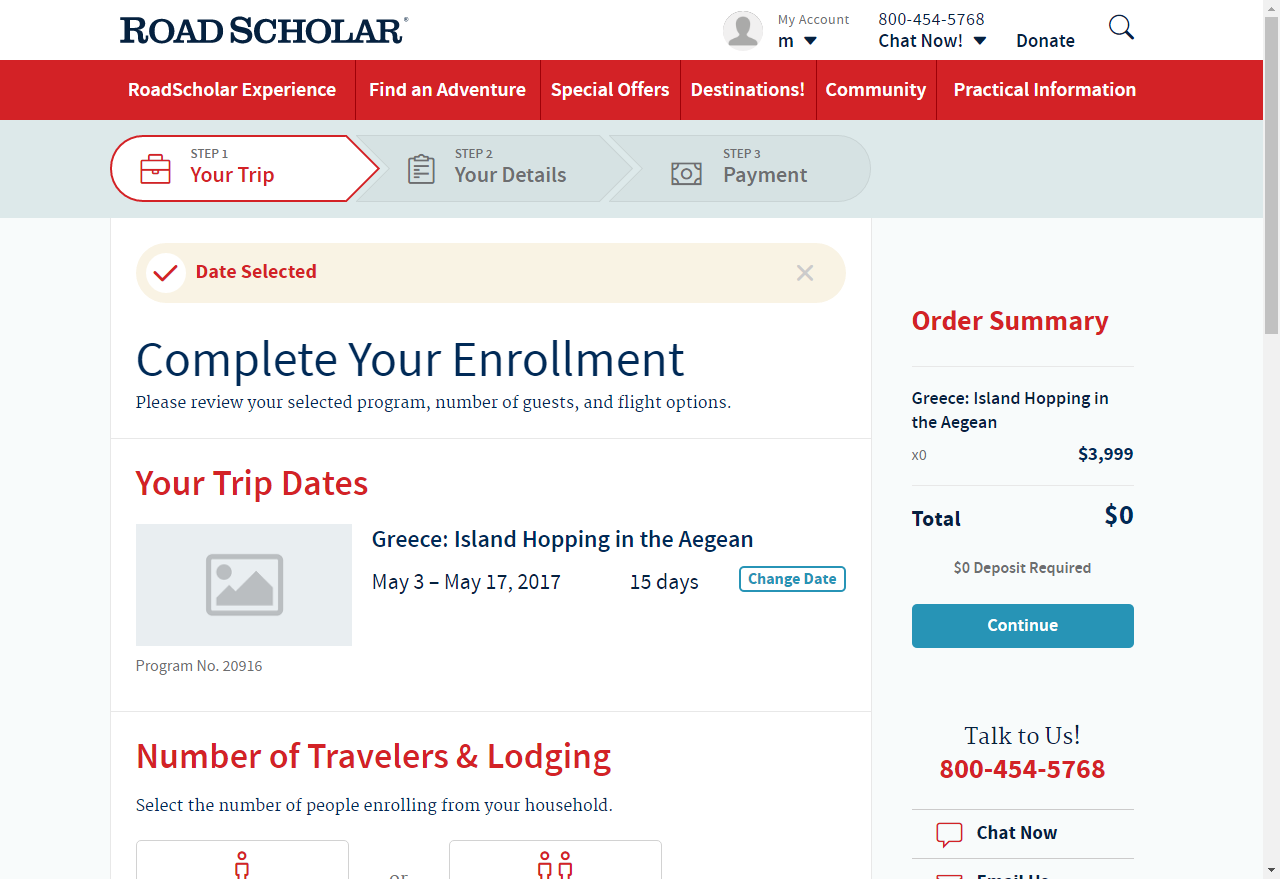 ROAD SCHOLAR®
My Account
m
800-454-5768
Chat Now!
Donate
RoadScholar Experience
Find an Adventure
Special Offers
Destinations!
Community
Practical Information
STEP 1
Your Trip
STEP 2
Your Details
STEP 3
Payment
Date Selected
Complete Your Enrollment
Please review your selected program, number of guests, and flight options.
Your Trip Dates
Greece: Island Hopping in the Aegean
May 3 – May 17, 2017
15 days
Change Date
Program No. 20916
Number of Travelers & Lodging
Select the number of people enrolling from your household.
or
Order Summary
Greece: Island Hopping in
the Aegean
x0
$3,999
Total
$0
$0 Deposit Required
Continue
Talk to Us!
800-454-5768
Chat Now
Email Us